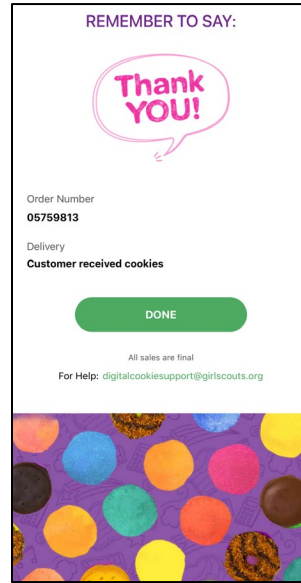 REMEMBER TO SAY:
Thank
YOU!
Order Number
05759813
Delivery
Customer received cookies
DONE
All sales are final
For Help: digitalcookiesupport@girlscouts.org